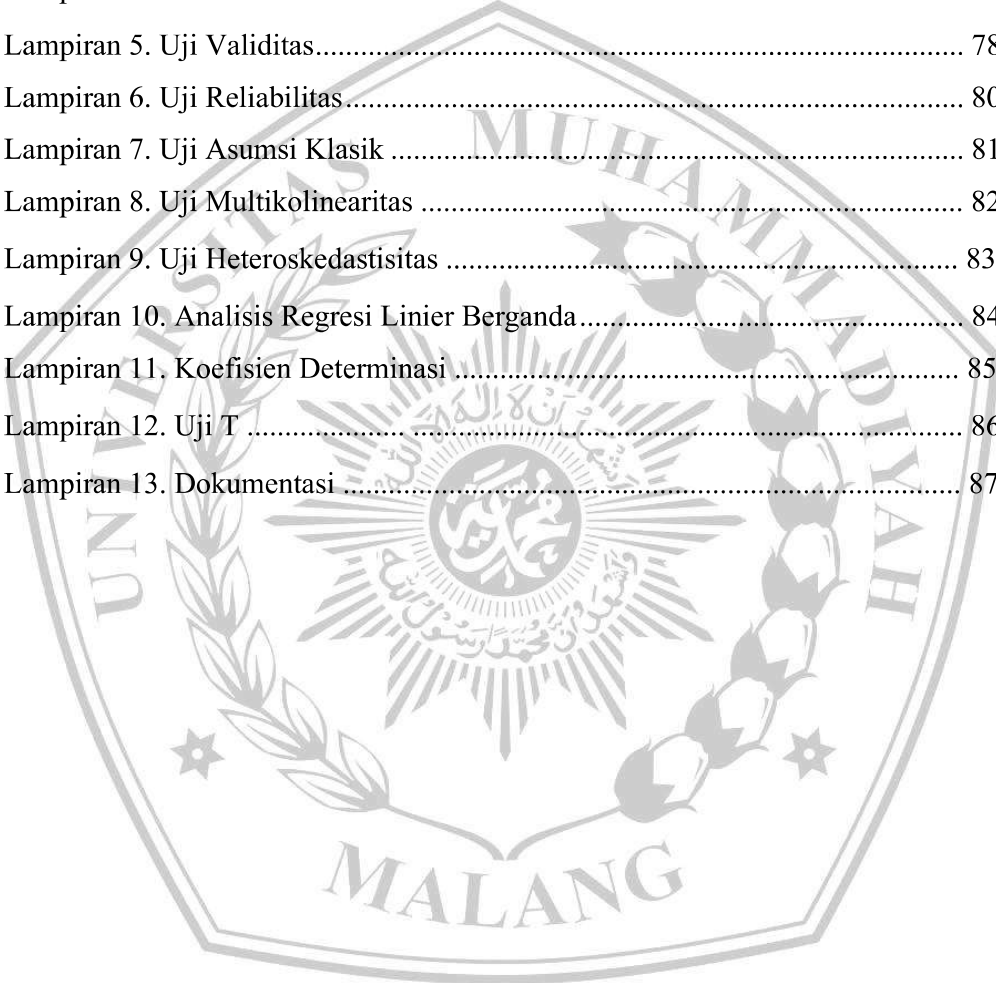 Lampiran 5. Uji Validitas...................................................................................... 78
Lampiran 6. Uji Reliabilitas.................................................................................. 80
Lampiran 7. Uji Asumsi Klasik ............................................................................ 81
Lampiran 8. Uji Multikolinearitas ........................................................................ 82
Lampiran 9. Uji Heteroskedastisitas .................................................................... 83
Lampiran 10. Analisis Regresi Linier Berganda................................................... 84
Lampiran 11. Koefisien Determinasi ................................................................... 85
Lampiran 12. Uji T ..................... ......................................................................... 86
Lampiran 13. Dokumentasi .................................................................................. 87
UNIVERSITAS MUHAMMADIYAH
MALANG